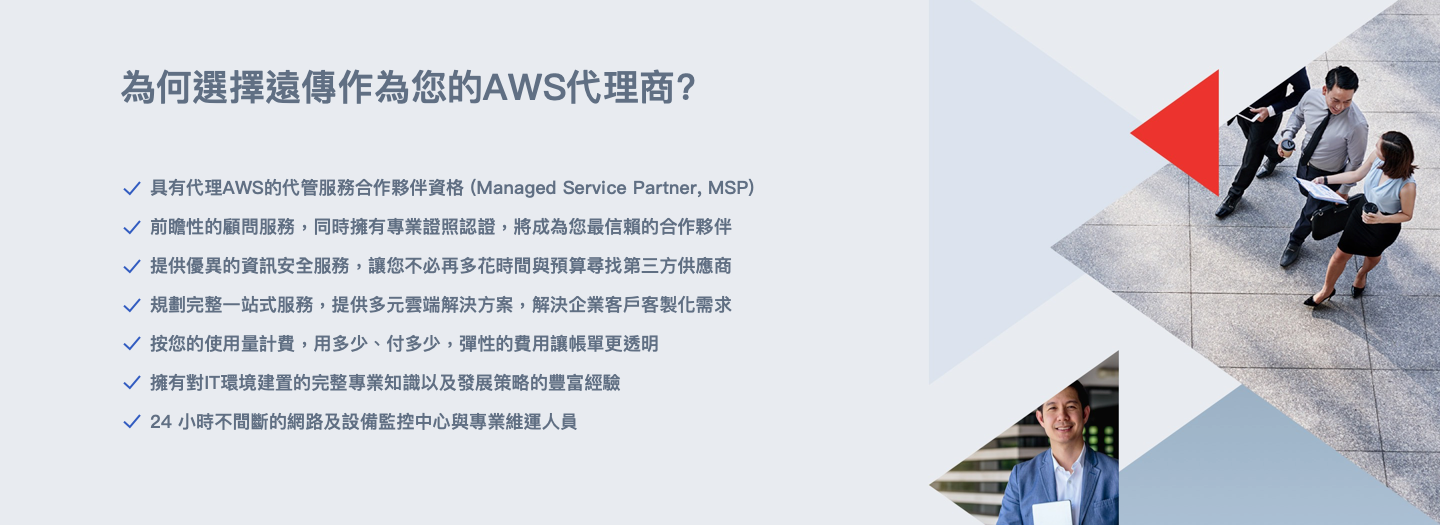 為何選擇遠傳作為您的AWS代理商?
具有代理AWS的代管服務合作夥伴資格 (Managed Service Partner, MSP)
前瞻性的顧問服務，同時擁有專業證照認證，將成為您最信賴的合作夥伴
提供優異的資訊安全服務，讓您不必再多花時間與預算尋找第三方供應商
規劃完整一站式服務，提供多元雲端解決方案，解決企業客戶客製化需求
按您的使用量計費，用多少、付多少，彈性的費用讓帳單更透明
擁有對IT環境建置的完整專業知識以及發展策略的豐富經驗
24 小時不間斷的網路及設備監控中心與專業維運人員